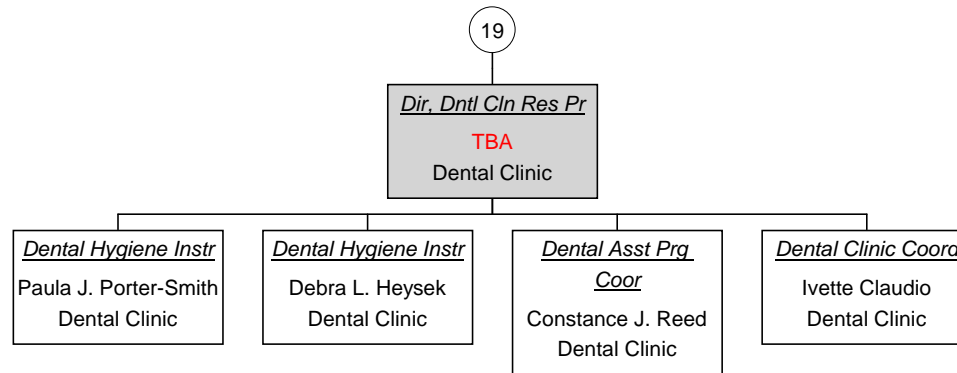 19
Dir, Dntl Cln Res Pr
TBA
Dental Clinic
Dental Hygiene Instr
Paula J. Porter-Smith
Dental Clinic
Dental Hygiene Instr
Debra L. Heysek
Dental Clinic
Dental Asst Prg
Coor
Constance J. Reed
Dental Clinic
Dental Clinic Coord
Ivette Claudio
Dental Clinic